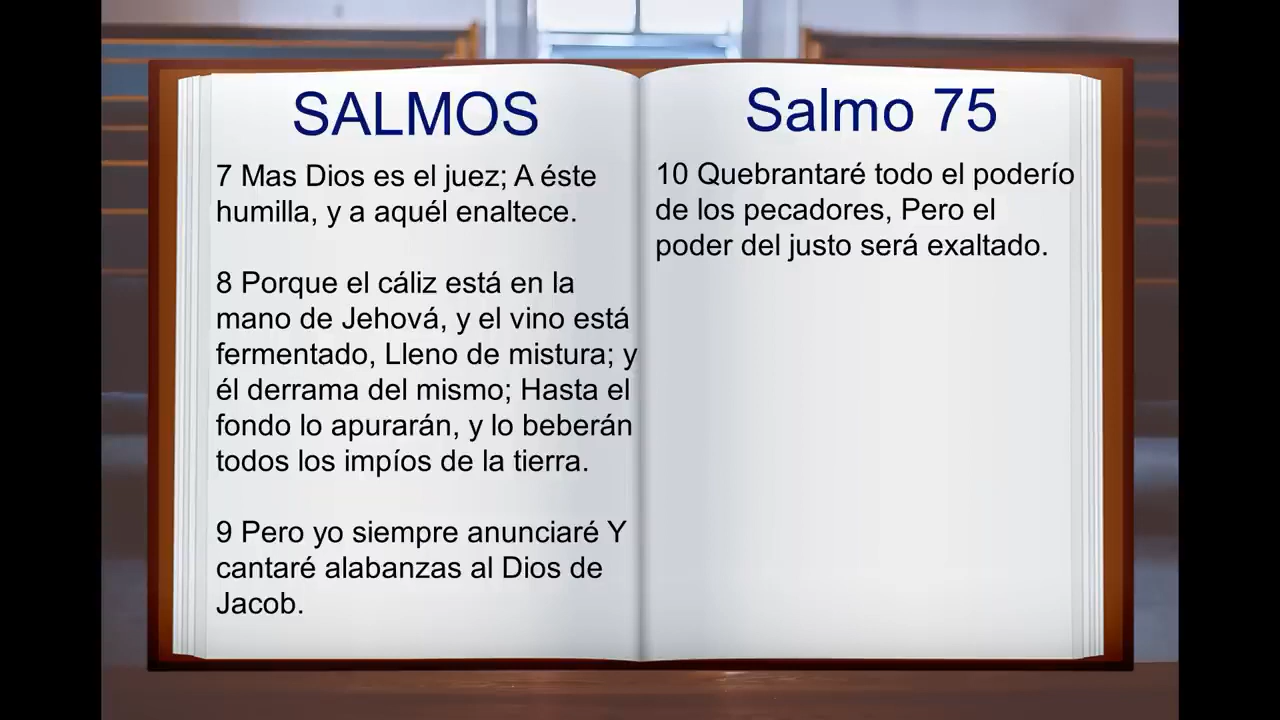 SALMOS
7 Mas Dios es el juez; A éste
humilla, y a aquél enaltece.
8 Porque el cáliz está en la
mano de Jehová, y el vino está
fermentado, Lleno de mistura; y
él derrama del mismo; Hasta el
fondo lo apurarán, y lo beberán
todos los impíos de la tierra.
9 Pero yo siempre anunciaré Y
cantaré alabanzas al Dios de
Jacob.
Salmo 75
10 Quebrantaré todo el poderío
de los pecadores, Pero el
poder del justo será exaltado.